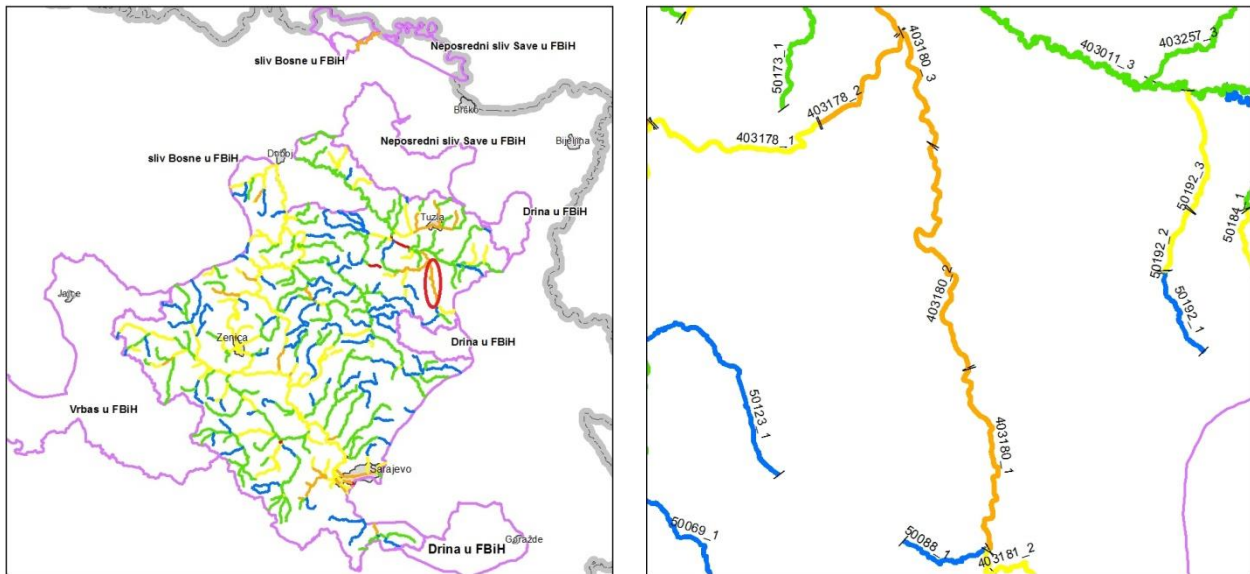 Neposredni sliv Save u FBiH
sliv Bosne u FBiH
Brčko
Neposredni sliv Save u FBiH
Bijeljina
sliv Bosne u FBiH
Doboj
Drina u FBiH
Tuzla
Jajce
Drina u FBiH
Zenica
Vrbas u FBiH
Sarajevo
Drina u FBiH
Goražde
403180_3
403257_3
403011_3
50173_1
403178_2
403178_1
50192_3
50184_1
50192_2
403180_2
50192_1
50123_1
403180_1
50088_1
403181_2
50069_1